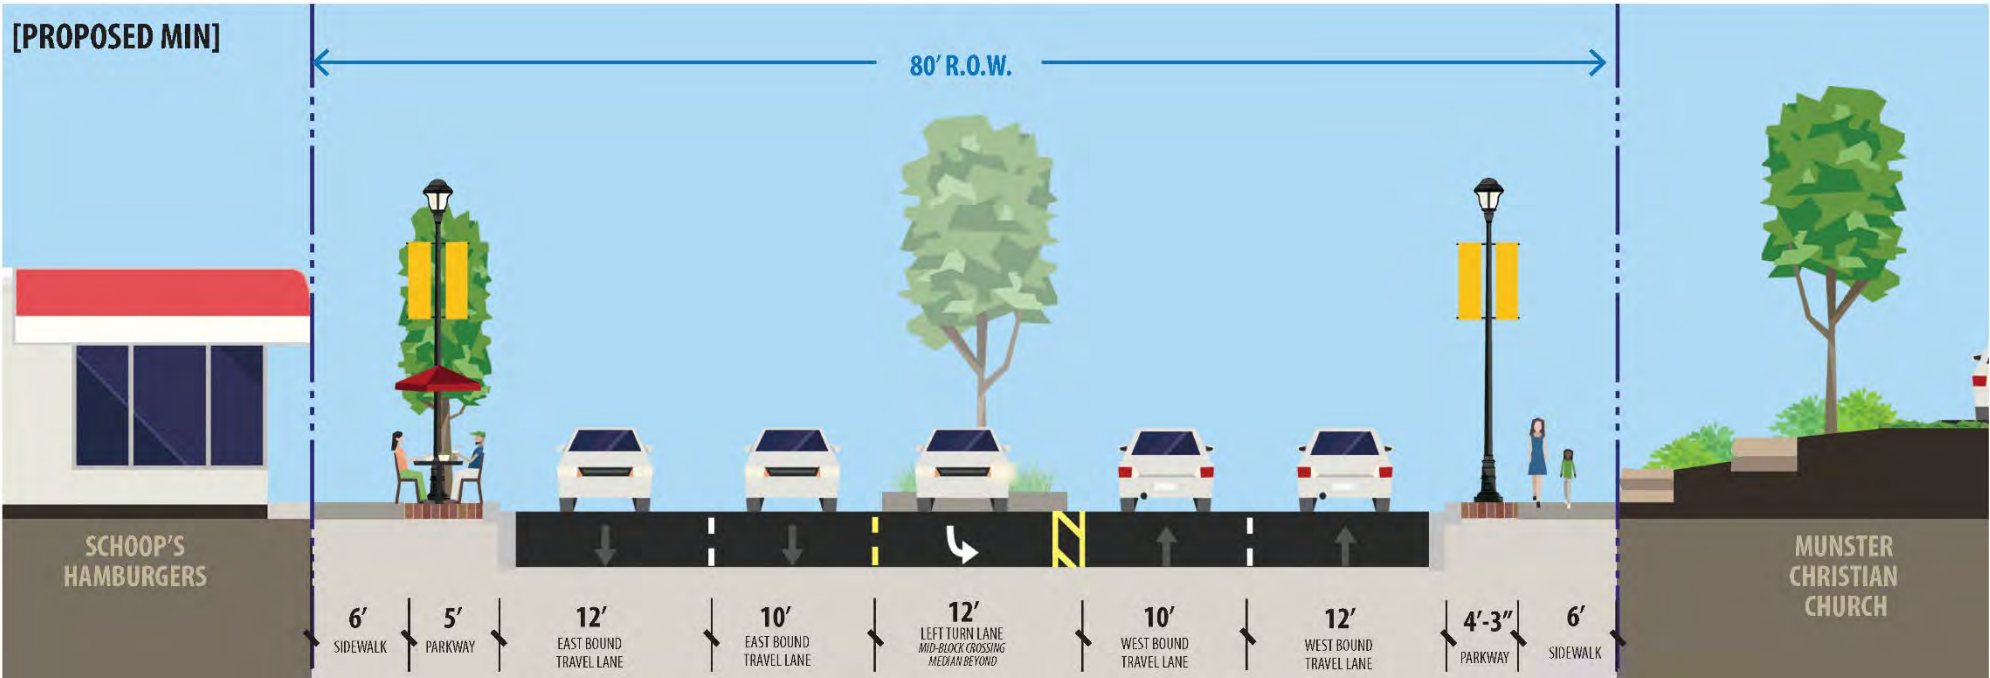 [PROPOSED MIN]
80' R.O.W.
SCHOOP'S
HAMBURGERS
MUNSTER
CHRISTIAN
CHURCH
6'
SIDEWALK
5'
PARKWAY
12'
EAST BOUND
TRAVEL LANE
10'
EAST BOUND
TRAVEL LANE
12'
LEFT TURN LANE
MID-BLOCK CROSSING
MEDIAN BEYOND
10'
WEST BOUND
TRAVEL LANE
12'
WEST BOUND
TRAVEL LANE
4'-3"
PARKWAY
6'
SIDEWALK